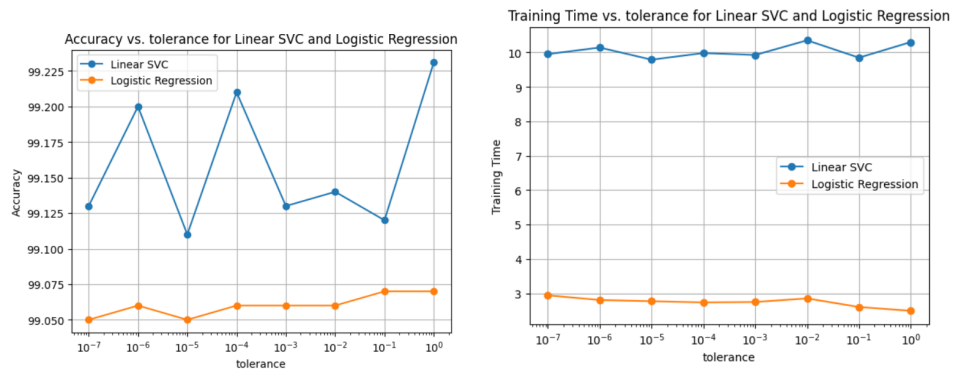 Accuracy vs. tolerance for Linear SVC and Logistic Regression
Linear SVC
Logistic Regression
99.225
99.200
99.175
99.150
99.125
99.100
99.075
99.050
Accuracy
10⁻⁷ 10⁻⁶ 10⁻⁵ 10⁻⁴ 10⁻³ 10⁻² 10⁻¹ 10⁰
tolerance
Training Time vs. tolerance for Linear SVC and Logistic Regression
10
9
8
7
6
5
4
3
Training Time
Linear SVC
Logistic Regression
10⁻⁷ 10⁻⁶ 10⁻⁵ 10⁻⁴ 10⁻³ 10⁻² 10⁻¹ 10⁰
tolerance